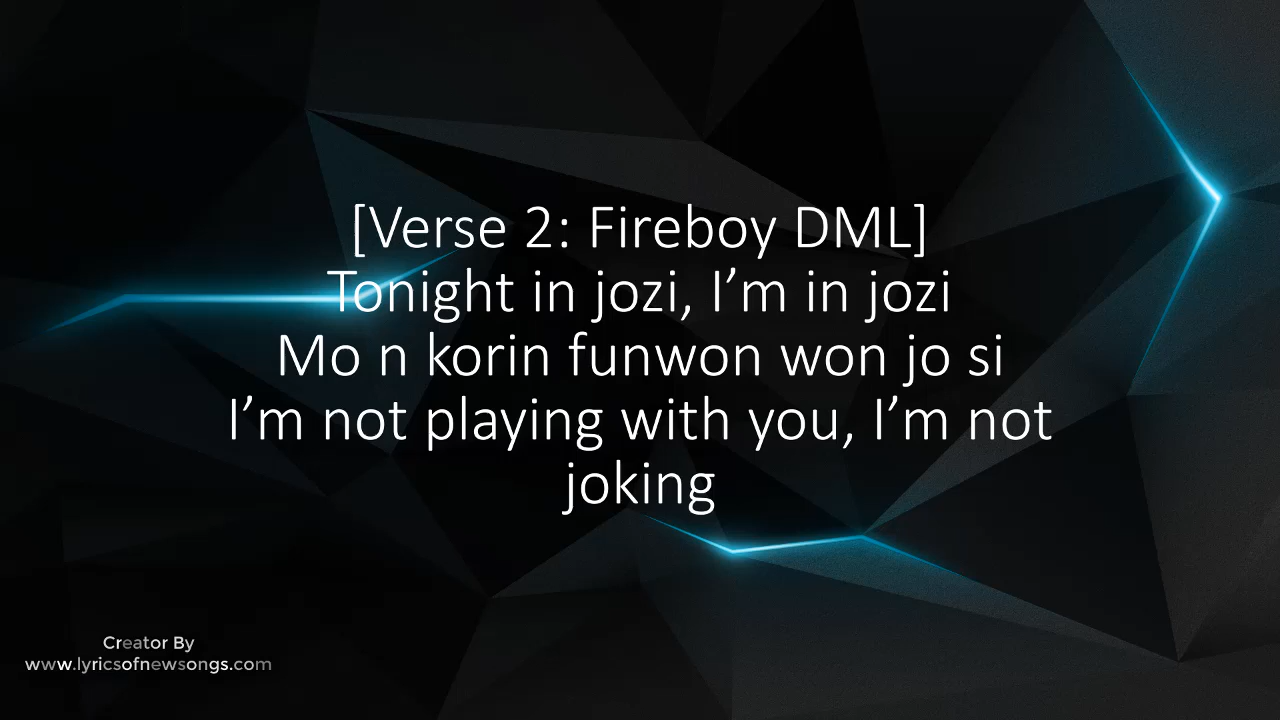 [Verse 2: Fireboy DML]
Tonight in jozi, I’m in jozi
Mo n korin funwon won jo si
I’m not playing with you, I’m not
joking
Creator By
www.lyricsofnewsongs.com